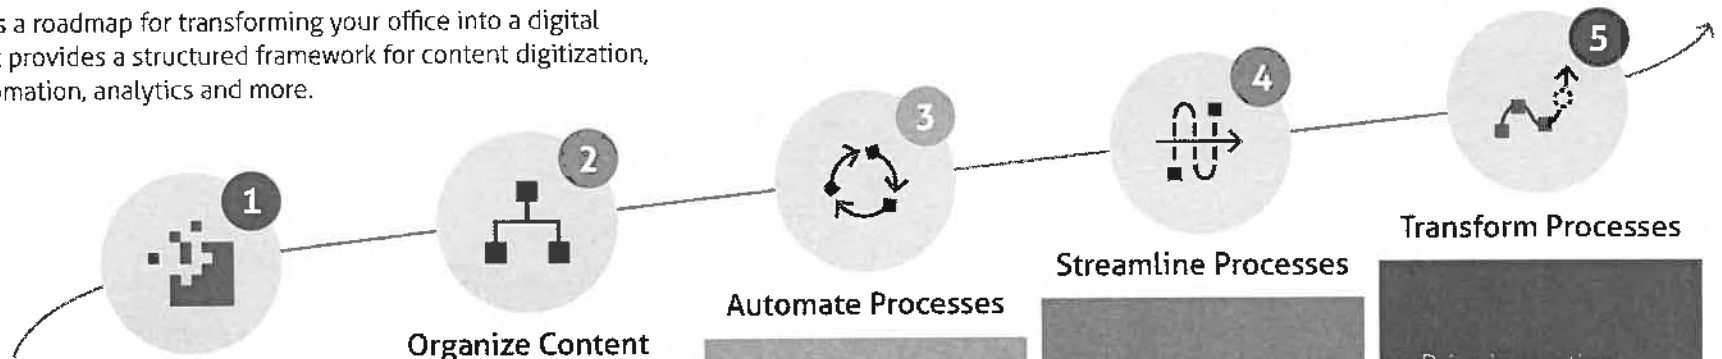 s a roadmap for transforming your office into a digital
provides a structured framework for content digitization,
mation, analytics and more.
1
2
3
4
5
Organize Content
Automate Processes
Streamline Processes
Transform Processes